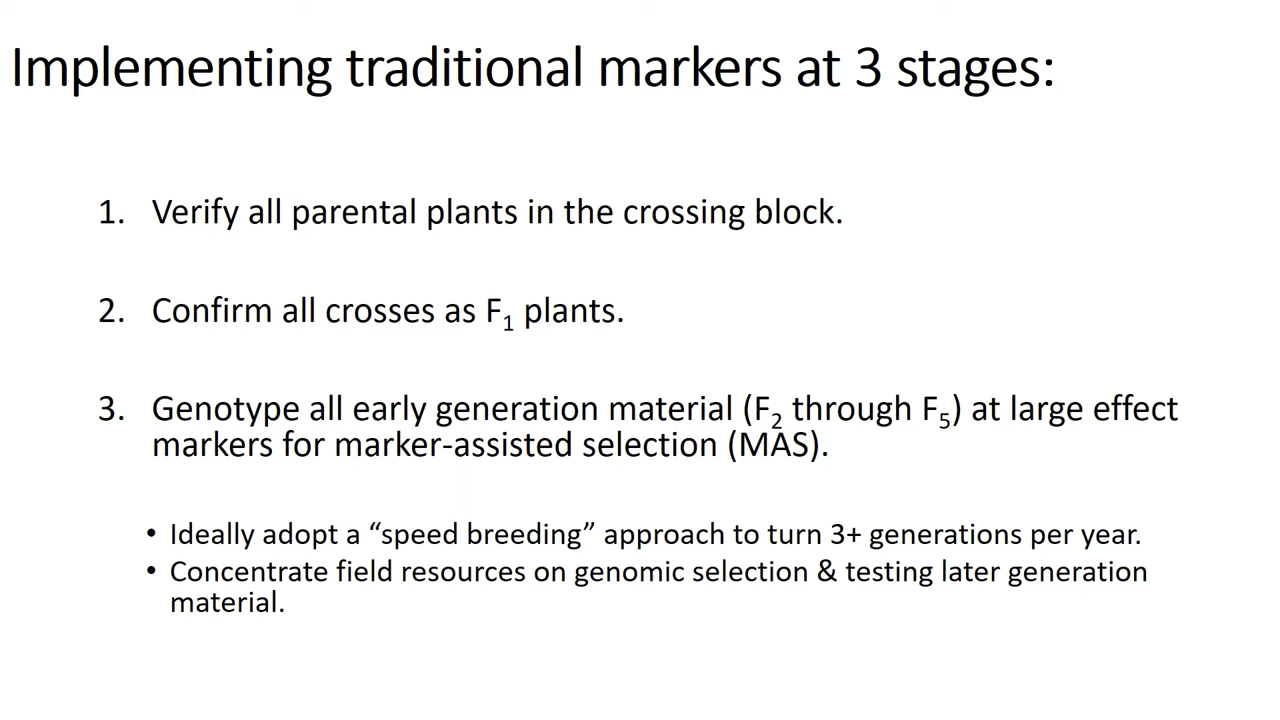 Implementing traditional markers at 3 stages:
1. Verify all parental plants in the crossing block.
2. Confirm all crosses as F₁ plants.
3. Genotype all early generation material (F₂ through F₅) at large effect
markers for marker-assisted selection (MAS).
• Ideally adopt a “speed breeding” approach to turn 3+ generations per year.
• Concentrate field resources on genomic selection & testing later generation
material.